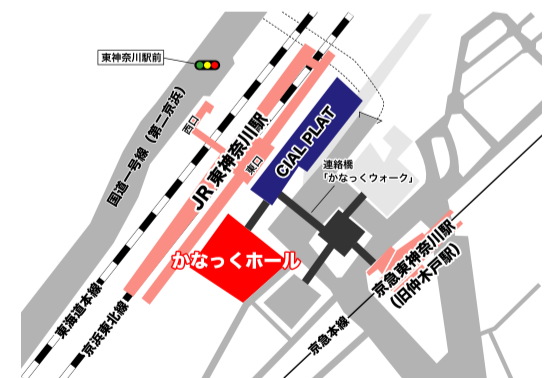 東神奈川駅前
国道一号線(第二京浜)
西口
JR 東神奈川駅
東口
CIAL PLAT
連絡橋
「かなっくウォーク」
かなっくホール
京急東神奈川駅
(旧仲木戸駅)
東海道本線
京浜東北線
京急本線